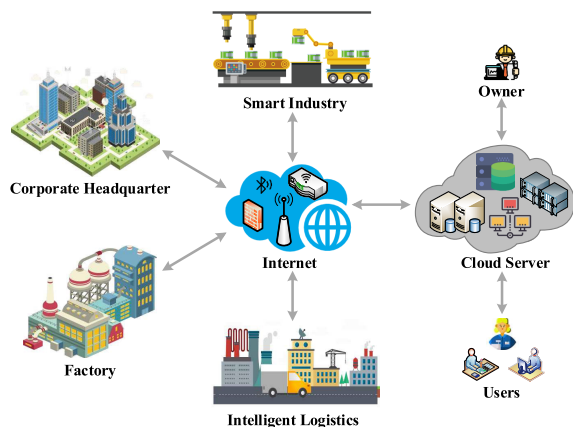 Smart Industry
Owner
Corporate Headquarter
Internet
Cloud Server
Factory
Users
Intelligent Logistics